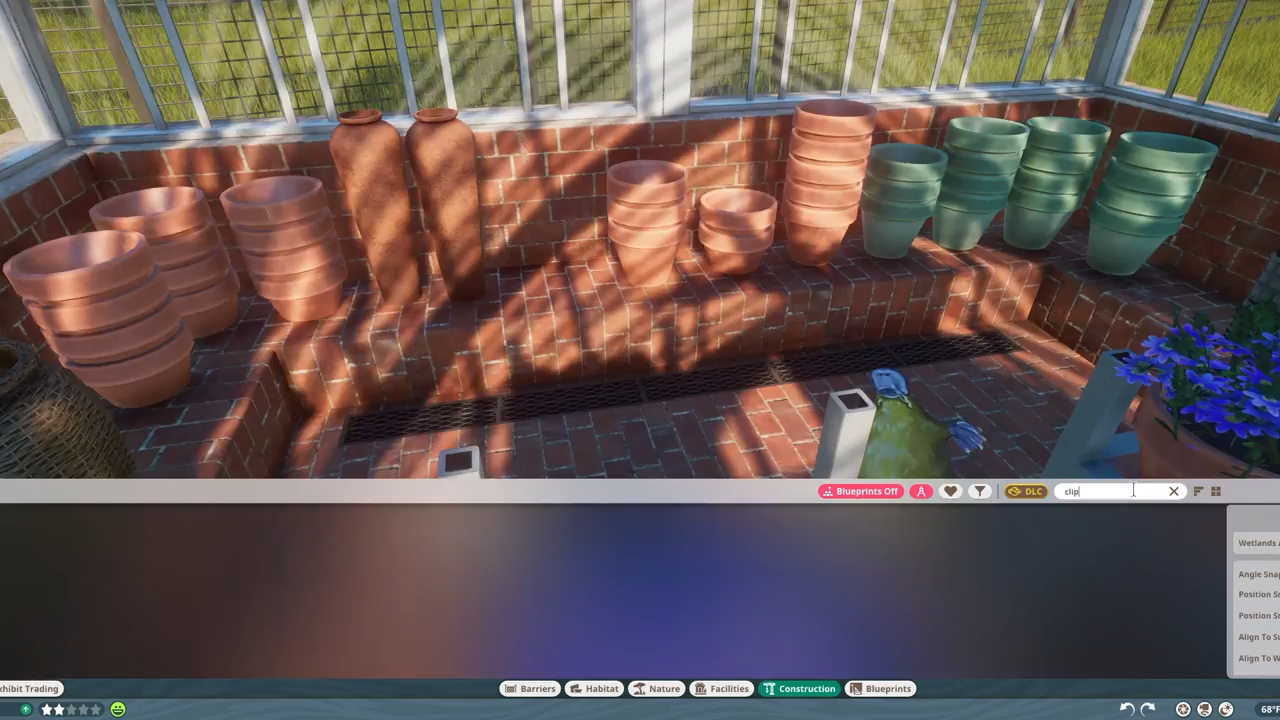 Blueprints Off
DLC
clip
Wetlands
Angle Snap
Position Sn
Position Sn
Align To Su
Align To W
xhibit Trading
Barriers
Habitat
Nature
Facilities
Construction
Blueprints
68°F